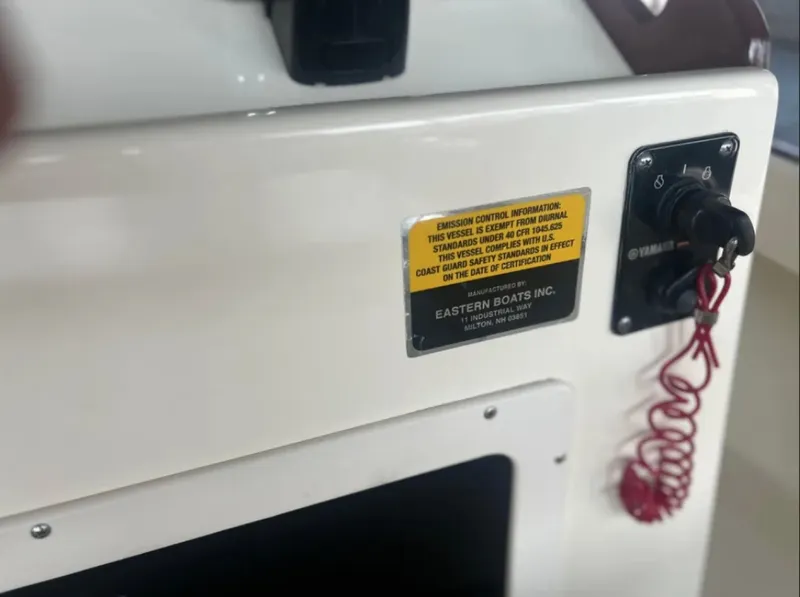 EMISSION CONTROL INFORMATION:
THIS VESSEL IS EXEMPT FROM DIURNAL
STANDARDS UNDER 40 CFR 1045.625
THIS VESSEL COMPLIES WITH U.S.
COAST GUARD SAFETY STANDARDS IN EFFECT
ON THE DATE OF CERTIFICATION
MANUFACTURED BY:
EASTERN BOATS INC.
11 INDUSTRIAL WAY
MILTON, NH 03851
YAMAHA